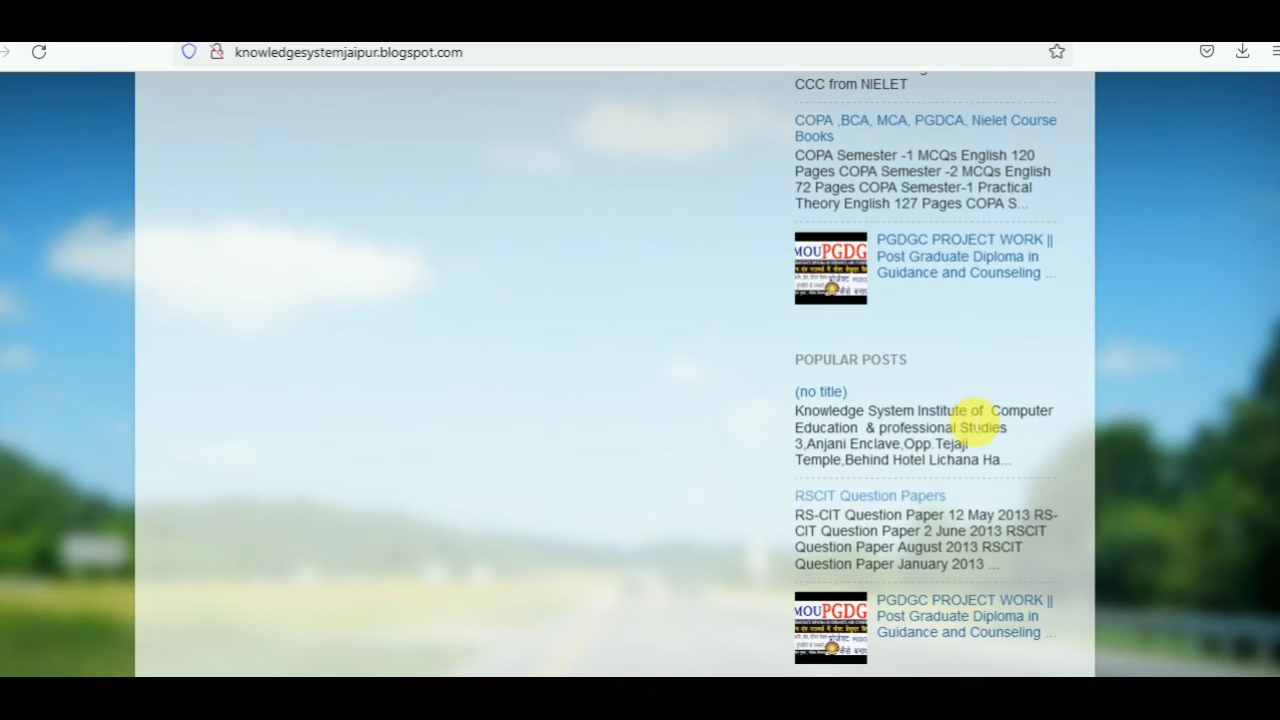 knowledgesystemjaipur.blogspot.com
CCC from NIELET
COPA ,BCA, MCA, PGDCA, Nielet Course
Books
COPA Semester -1 MCQs English 120
Pages COPA Semester -2 MCQs English
72 Pages COPA Semester-1 Practical
Theory English 127 Pages COPA S...
MOUPGDG
PGDGC PROJECT WORK ||
Post Graduate Diploma in
Guidance and Counseling ...
POPULAR POSTS
(no title)
Knowledge System Institute of Computer
Education & professional Studies
3,Anjani Enclave,Opp.Tejaji
Temple,Behind Hotel Lichana Ha...
RSCIT Question Papers
RS-CIT Question Paper 12 May 2013 RS-
CIT Question Paper 2 June 2013 RSCIT
Question Paper August 2013 RSCIT
Question Paper January 2013 ...
MOUPGDG
PGDGC PROJECT WORK ||
Post Graduate Diploma in
Guidance and Counseling ...